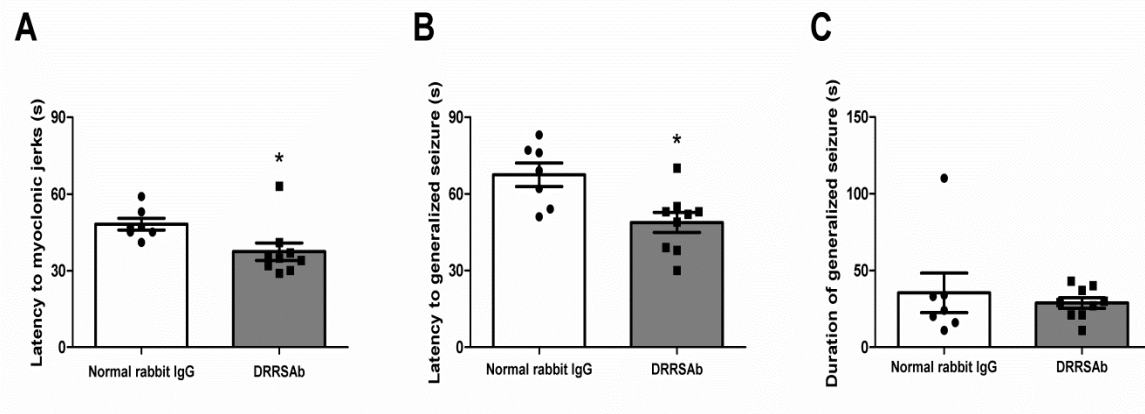 A
Latency to myoclonic jerks (s)
90
60
30
0
*
Normal rabbit IgG
DRRSAb
B
Latency to generalized seizure (s)
90
60
30
0
*
Normal rabbit IgG
DRRSAb
C
Duration of generalized seizure (s)
150
100
50
0
Normal rabbit IgG
DRRSAb